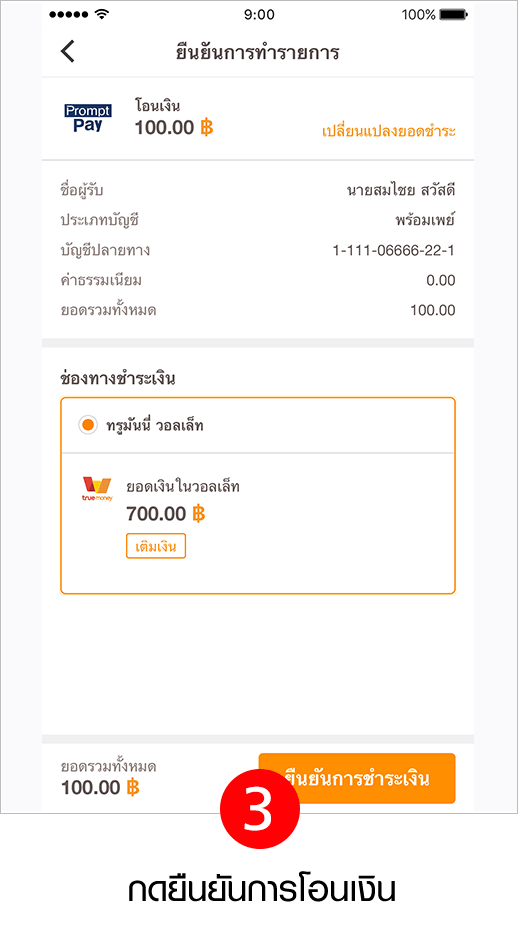 9:00 100%
ยืนยันการทำรายการ
Prompt
Pay
โอนเงิน
100.00 ฿
เปลี่ยนแปลงยอดชำระ
ชื่อผู้รับ นายสมไชย สวัสดี
ประเภทบัญชี พร้อมเพย์
บัญชีปลายทาง 1-111-06666-22-1
ค่าธรรมเนียม 0.00
ยอดรวมทั้งหมด 100.00
ช่องทางชำระเงิน
ทรูมันนี่ วอลเล็ท
true money
ยอดเงินในวอลเล็ท
700.00 ฿
เติมเงิน
ยอดรวมทั้งหมด
100.00 ฿
ยืนยันการชำระเงิน
3
กดยืนยันการโอนเงิน